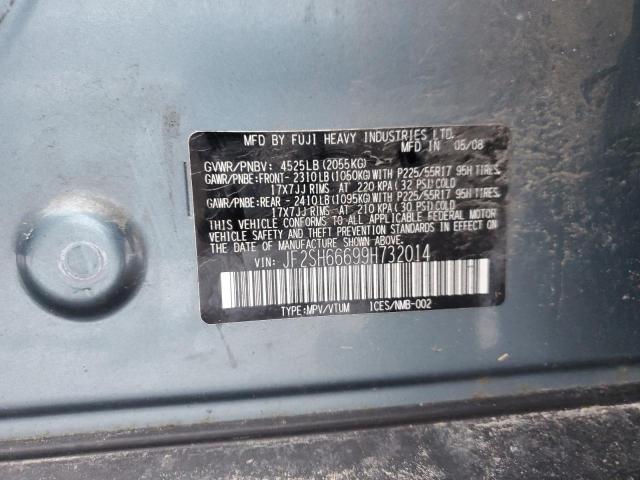 MFD BY FUJI HEAVY INDUSTRIES LTD.
MFD. IN 05/08
GVWR/PNBV: 4525LB (2055KG)
GAWR/PNBE:FRONT- 2310LB (1050KG)WITH P225/55R17 95H TIRES
17X7JJ RIMS AT 220 KPA ( 32 PSI) COLD
GAWR/PNBE:REAR - 2410LB (1095KG)WITH P225/55R17 95H TIRES
17X7JJ RIMS AT 210 KPA ( 30 PSI) COLD
THIS VEHICLE CONFORMS TO ALL APPLICABLE FEDERAL MOTOR
VEHICLE SAFETY AND THEFT PREVENTION STANDARDS IN EFFECT ON
THE DATE OF MANUFACTURE SHOWN ABOVE.
VIN: JF2SH66699H732014
TYPE: MPV/VTUM ICES/NMB-002